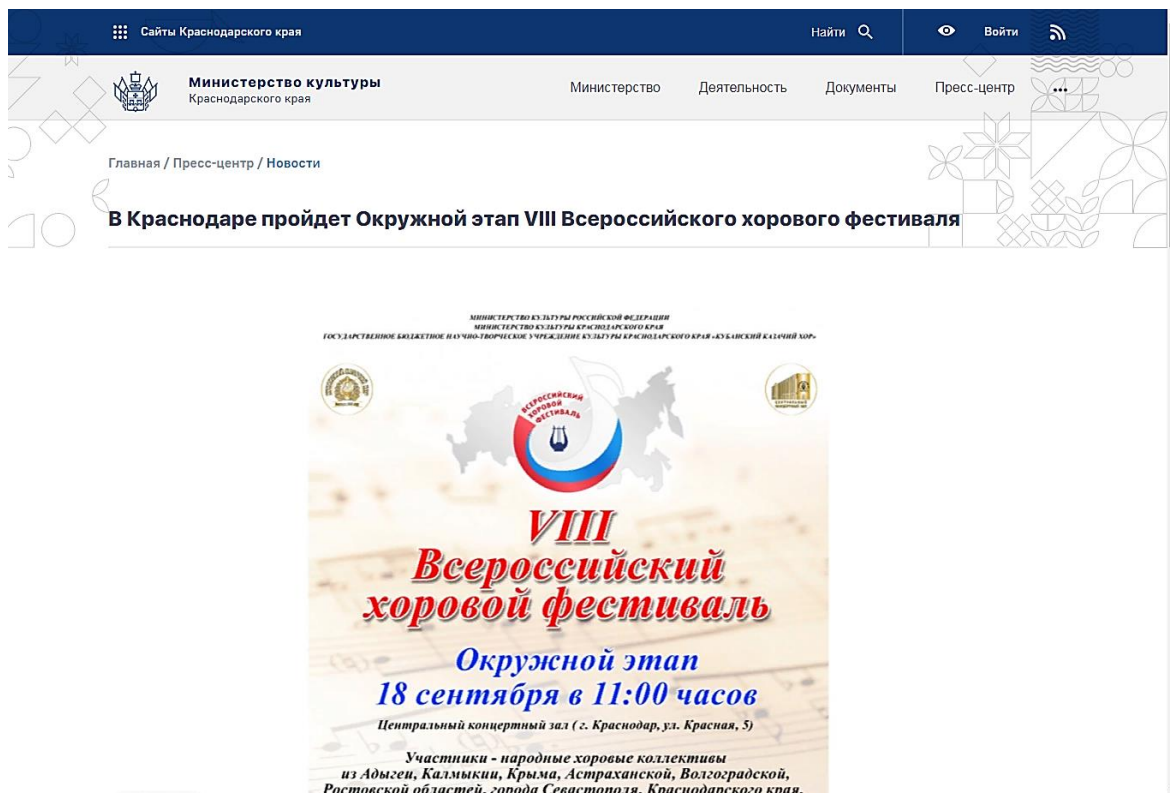 Сайты Краснодарского края
Найти
Войти
Министерство культуры
Краснодарского края
Министерство
Деятельность
Документы
Пресс-центр
...
Главная / Пресс-центр / Новости
В Краснодаре пройдет Окружной этап VIII Всероссийского хорового фестиваля
МИНИСТЕРСТВО КУЛЬТУРЫ РОССИЙСКОЙ ФЕДЕРАЦИИ
МИНИСТЕРСТВО КУЛЬТУРЫ КРАСНОДАРСКОГО КРАЯ
ГОСУДАРСТВЕННОЕ БЮДЖЕТНОЕ НАУЧНО-ТВОРЧЕСКОЕ УЧРЕЖДЕНИЕ КУЛЬТУРЫ КРАСНОДАРСКОГО КРАЯ «КУБАНСКИЙ КАЗАЧИЙ ХОР»
ВСЕРОССИЙСКИЙ
ХОРОВОЙ
ФЕСТИВАЛЬ
VIII
Всероссийский
хоровой фестиваль
Окружной этап
18 сентября в 11:00 часов
Центральный концертный зал ( г. Краснодар, ул. Красная, 5)
Участники - народные хоровые коллективы
из Адыгеи, Калмыкии, Крыма, Астраханской, Волгоградской,
Ростовской областей, города Севастополя, Краснодарского края.